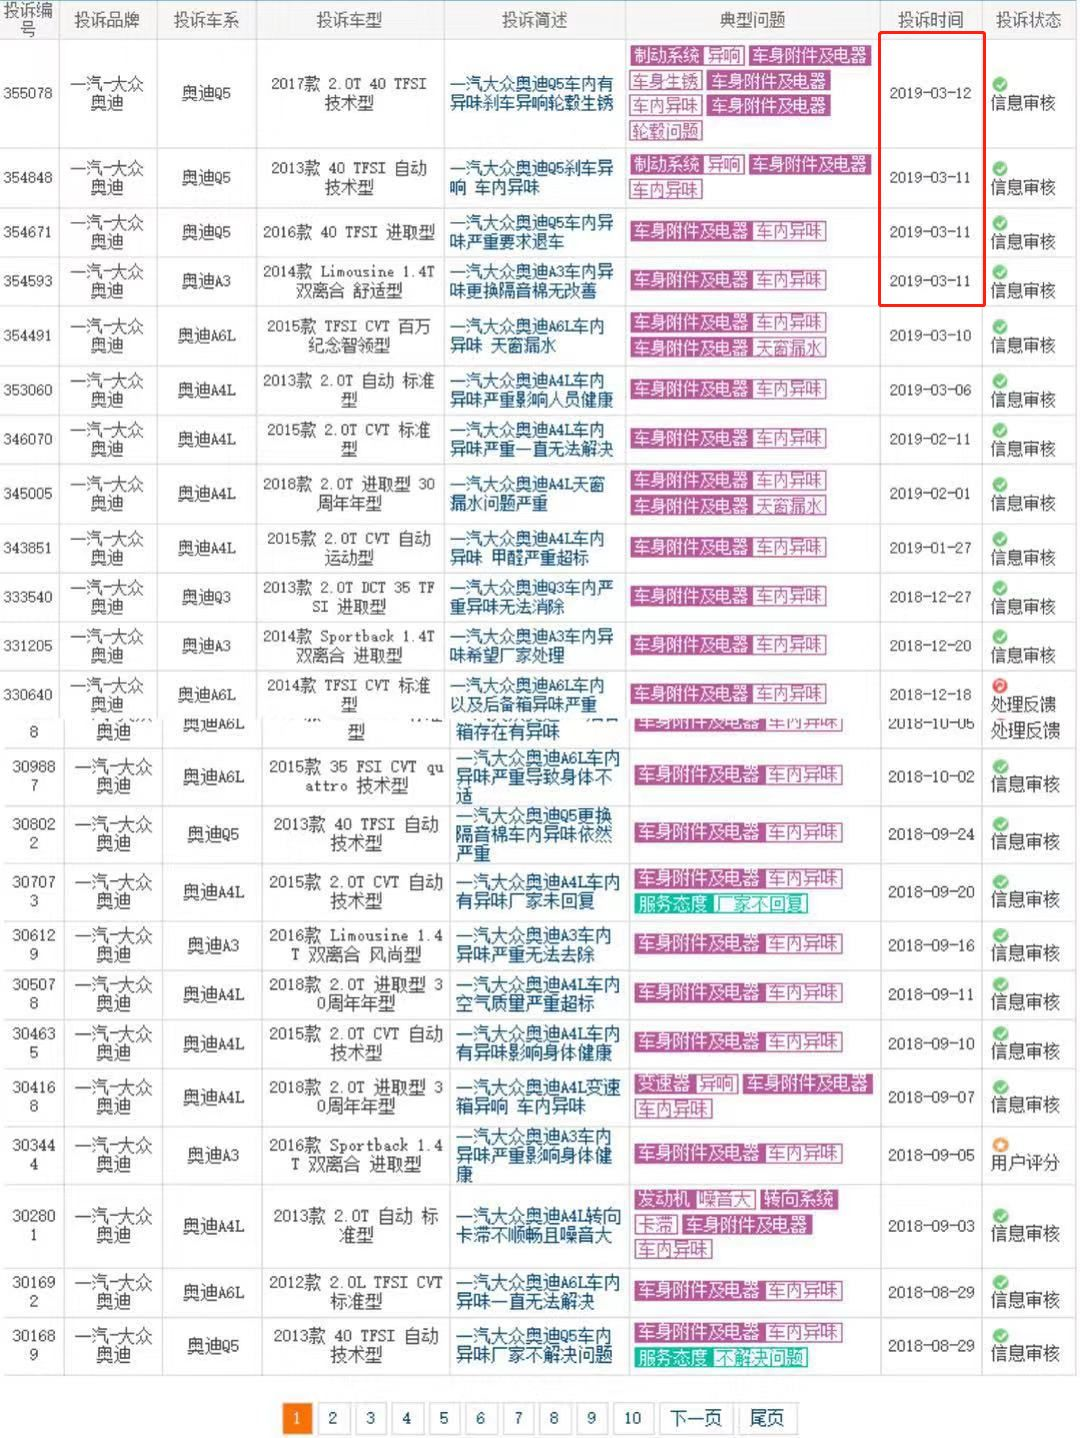 投诉编号 投诉品牌 投诉车系 投诉车型 投诉简述 典型问题 投诉时间 投诉状态
355078 一汽-大众奥迪 奥迪Q5 2017款 2.0T 40 TFSI 技术型 一汽大众奥迪Q5车内有异味刹车异响轮毂生锈 制动系统 异响 车身附件及电器 车身生锈 车身附件及电器 车内异味 车身附件及电器 轮毂问题 2019-03-12 信息审核
354848 一汽-大众奥迪 奥迪Q5 2013款 40 TFSI 自动 技术型 一汽大众奥迪Q5刹车异响 车内异味 制动系统 异响 车身附件及电器 车内异味 2019-03-11 信息审核
354671 一汽-大众奥迪 奥迪Q5 2016款 40 TFSI 进取型 一汽大众奥迪Q5车内异味严重要求退车 车身附件及电器 车内异味 2019-03-11 信息审核
354593 一汽-大众奥迪 奥迪A3 2014款 Limousine 1.4T 双离合 舒适型 一汽大众奥迪A3车内异味更换隔音棉无改善 车身附件及电器 车内异味 2019-03-11 信息审核
354491 一汽-大众奥迪 奥迪A6L 2015款 TFSI CVT 百万纪念智领型 一汽大众奥迪A6L车内异味 天窗漏水 车身附件及电器 车内异味 车身附件及电器 天窗漏水 2019-03-10 信息审核
353060 一汽-大众奥迪 奥迪A4L 2013款 2.0T 自动 标准型 一汽大众奥迪A4L车内异味严重影响人员健康 车身附件及电器 车内异味 2019-03-06 信息审核
346070 一汽-大众奥迪 奥迪A4L 2015款 2.0T CVT 标准型 一汽大众奥迪A4L车内异味严重一直无法解决 车身附件及电器 车内异味 2019-02-11 信息审核
345005 一汽-大众奥迪 奥迪A4L 2018款 2.0T 进取型 30周年年型 一汽大众奥迪A4L天窗漏水问题严重 车身附件及电器 车内异味 车身附件及电器 天窗漏水 2019-02-01 信息审核
343851 一汽-大众奥迪 奥迪A4L 2015款 2.0T CVT 自动 运动型 一汽大众奥迪A4L车内异味 甲醛严重超标 车身附件及电器 车内异味 2019-01-27 信息审核
333540 一汽-大众奥迪 奥迪Q3 2013款 2.0T DCT 35 TFSI 进取型 一汽大众奥迪Q3车内严重异味无法消除 车身附件及电器 车内异味 2018-12-27 信息审核
331205 一汽-大众奥迪 奥迪A3 2014款 Sportback 1.4T 双离合 进取型 一汽大众奥迪A3车内异味希望厂家处理 车身附件及电器 车内异味 2018-12-20 信息审核
330640 一汽-大众奥迪 奥迪A6L 2014款 TFSI CVT 标准型 一汽大众奥迪A6L车内以及后备箱异味严重 车身附件及电器 车内异味 2018-12-18 处理反馈
8 奥迪 奥迪A6L 型 箱存在有异味 车身附件及电器 车内异味 2018-10-05 处理反馈
309887 一汽-大众奥迪 奥迪A6L 2015款 35 FSI CVT quattro 技术型 一汽大众奥迪A6L车内异味严重导致身体不适 车身附件及电器 车内异味 2018-10-02 信息审核
308022 一汽-大众奥迪 奥迪Q5 2013款 40 TFSI 自动 技术型 一汽大众奥迪Q5更换隔音棉车内异味依然严重 车身附件及电器 车内异味 2018-09-24 信息审核
307073 一汽-大众奥迪 奥迪A4L 2015款 2.0T CVT 自动 技术型 一汽大众奥迪A4L车内有异味厂家未回复 车身附件及电器 车内异味 服务态度 厂家不回复 2018-09-20 信息审核
306129 一汽-大众奥迪 奥迪A3 2016款 Limousine 1.4T 双离合 风尚型 一汽大众奥迪A3车内异味严重无法去除 车身附件及电器 车内异味 2018-09-16 信息审核
305078 一汽-大众奥迪 奥迪A4L 2018款 2.0T 进取型 30周年年型 一汽大众奥迪A4L车内空气质量严重超标 车身附件及电器 车内异味 2018-09-11 信息审核
304635 一汽-大众奥迪 奥迪A4L 2015款 2.0T CVT 自动 技术型 一汽大众奥迪A4L车内有异味影响身体健康 车身附件及电器 车内异味 2018-09-10 信息审核
304168 一汽-大众奥迪 奥迪A4L 2018款 2.0T 进取型 30周年年型 一汽大众奥迪A4L变速箱异响 车内异味 变速器 异响 车身附件及电器 车内异味 2018-09-07 信息审核
303444 一汽-大众奥迪 奥迪A3 2016款 Sportback 1.4T 双离合 进取型 一汽大众奥迪A3车内异味严重影响身体健康 车身附件及电器 车内异味 2018-09-05 用户评分
302801 一汽-大众奥迪 奥迪A4L 2013款 2.0T 自动 标准型 一汽大众奥迪A4L转向卡滞不顺畅且噪音大 发动机 噪音大 转向系统 卡滞 车身附件及电器 车内异味 2018-09-03 信息审核
301692 一汽-大众奥迪 奥迪A6L 2012款 2.0L TFSI CVT 标准型 一汽大众奥迪A6L车内异味一直无法解决 车身附件及电器 车内异味 2018-08-29 信息审核
301689 一汽-大众奥迪 奥迪Q5 2013款 40 TFSI 自动 技术型 一汽大众奥迪Q5车内异味厂家不解决问题 车身附件及电器 车内异味 服务态度 不解决问题 2018-08-29 信息审核
1 2 3 4 5 6 7 8 9 10 下一页 尾页